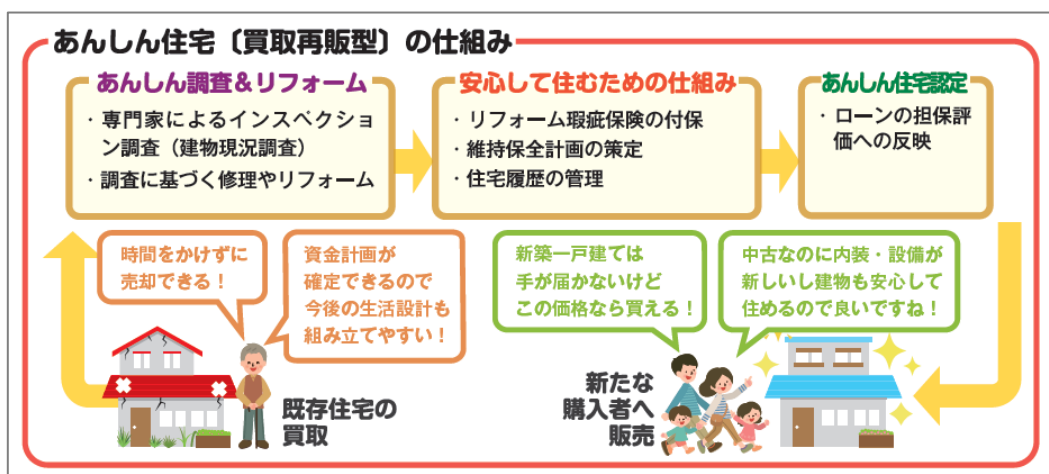 あんしん住宅〔買取再販型〕の仕組み
あんしん調査＆リフォーム
・専門家によるインスペクショ
ン調査（建物現況調査）
・調査に基づく修理やリフォーム
安心して住むための仕組み
・リフォーム瑕疵保険の付保
・維持保全計画の策定
・住宅履歴の管理
あんしん住宅認定
・ローンの担保評
価への反映
時間をかけずに
売却できる！
資金計画が
確定できるので
今後の生活設計も
組み立てやすい！
新築一戸建ては
手が届かないけど
この価格なら買える！
中古なのに内装・設備が
新しいし建物も安心して
住めるので良いですね！
既存住宅の
買取
新たな
購入者へ
販売